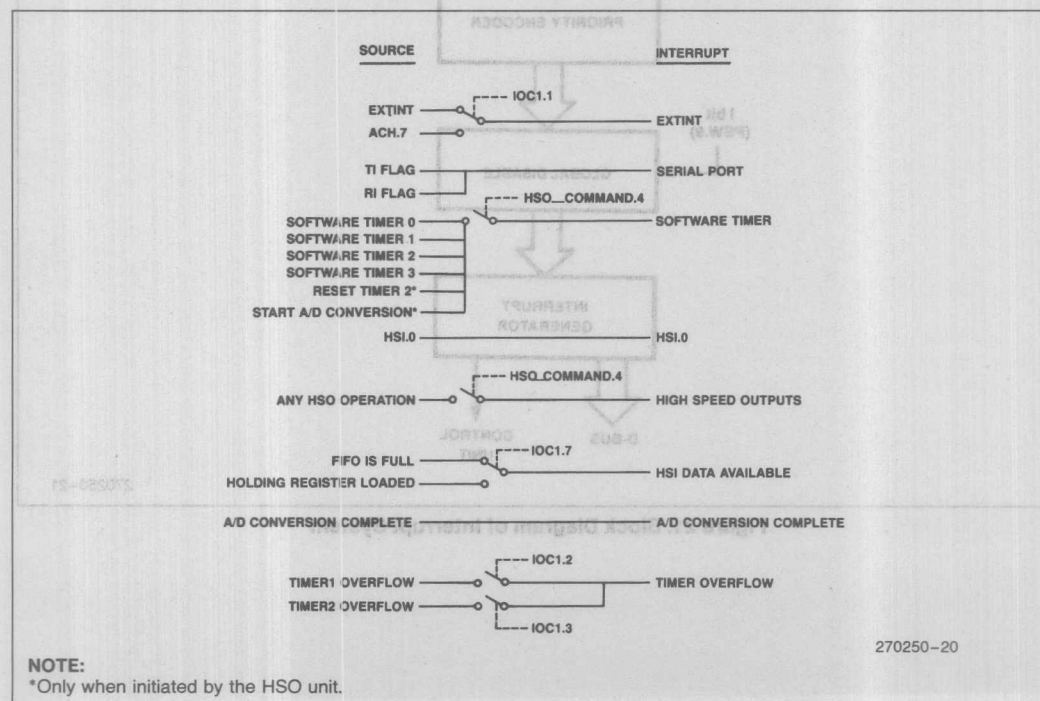 SOURCE INTERRUPT
IOC1.1
EXTINT EXTINT
ACH.7
TI FLAG SERIAL PORT
RI FLAG
HSO_COMMAND.4
SOFTWARE TIMER 0 SOFTWARE TIMER
SOFTWARE TIMER 1
SOFTWARE TIMER 2
SOFTWARE TIMER 3
RESET TIMER 2*
START A/D CONVERSION*
HSI.0 HSI.0
HSO_COMMAND.4
ANY HSO OPERATION HIGH SPEED OUTPUTS
IOC1.7
FIFO IS FULL HSI DATA AVAILABLE
HOLDING REGISTER LOADED
A/D CONVERSION COMPLETE A/D CONVERSION COMPLETE
IOC1.2
TIMER1 OVERFLOW TIMER OVERFLOW
TIMER2 OVERFLOW
IOC1.3
270250-20
NOTE:
*Only when initiated by the HSO unit.